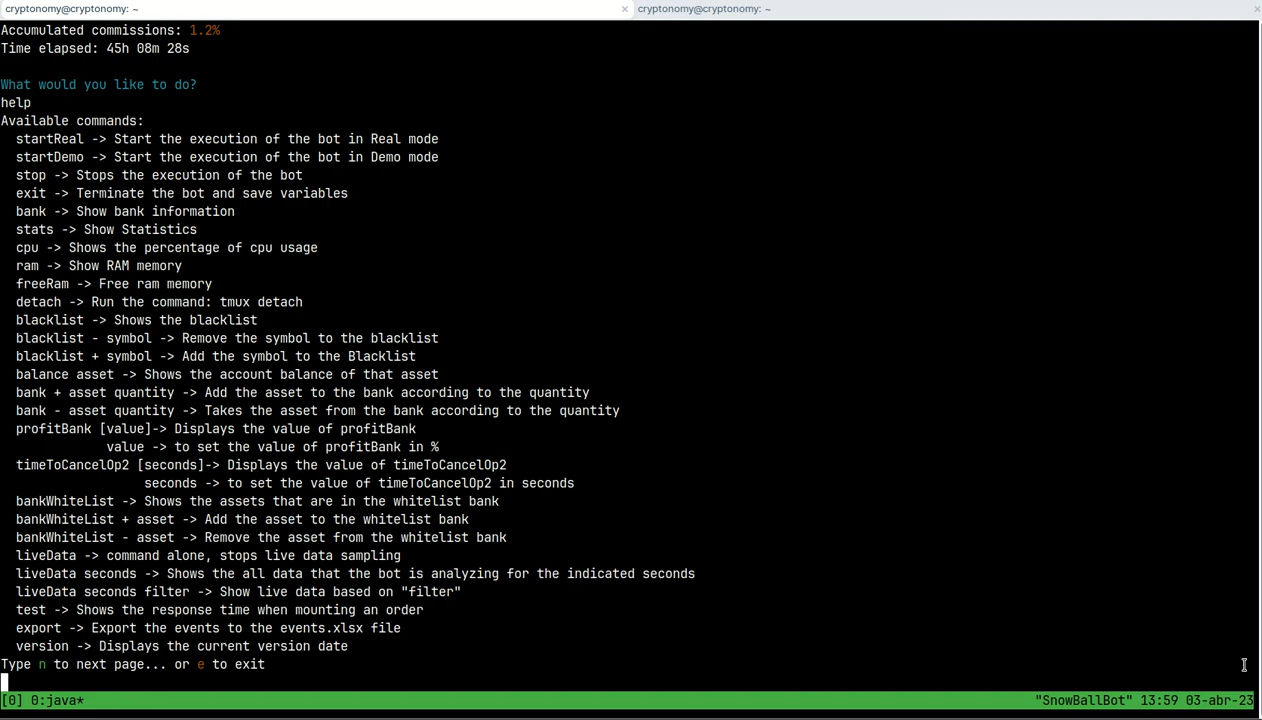 cryptonomy@cryptonomy: ~ × cryptonomy@cryptonomy: ~ ×
Accumulated commissions: 1.2%
Time elapsed: 45h 08m 28s
What would you like to do?
help
Available commands:
startReal -> Start the execution of the bot in Real mode
startDemo -> Start the execution of the bot in Demo mode
stop -> Stops the execution of the bot
exit -> Terminate the bot and save variables
bank -> Show bank information
stats -> Show Statistics
cpu -> Shows the percentage of cpu usage
ram -> Show RAM memory
freeRam -> Free ram memory
detach -> Run the command: tmux detach
blacklist -> Shows the blacklist
blacklist - symbol -> Remove the symbol to the blacklist
blacklist + symbol -> Add the symbol to the Blacklist
balance asset -> Shows the account balance of that asset
bank + asset quantity -> Add the asset to the bank according to the quantity
bank - asset quantity -> Takes the asset from the bank according to the quantity
profitBank [value]-> Displays the value of profitBank
value -> to set the value of profitBank in %
timeToCancelOp2 [seconds]-> Displays the value of timeToCancelOp2
seconds -> to set the value of timeToCancelOp2 in seconds
bankWhiteList -> Shows the assets that are in the whitelist bank
bankWhiteList + asset -> Add the asset to the whitelist bank
bankWhiteList - asset -> Remove the asset from the whitelist bank
liveData -> command alone, stops live data sampling
liveData seconds -> Shows the all data that the bot is analyzing for the indicated seconds
liveData seconds filter -> Show live data based on "filter"
test -> Shows the response time when mounting an order
export -> Export the events to the events.xlsx file
version -> Displays the current version date
Type n to next page... or e to exit
[0] 0:java* "SnowBallBot" 13:59 03-abr-23